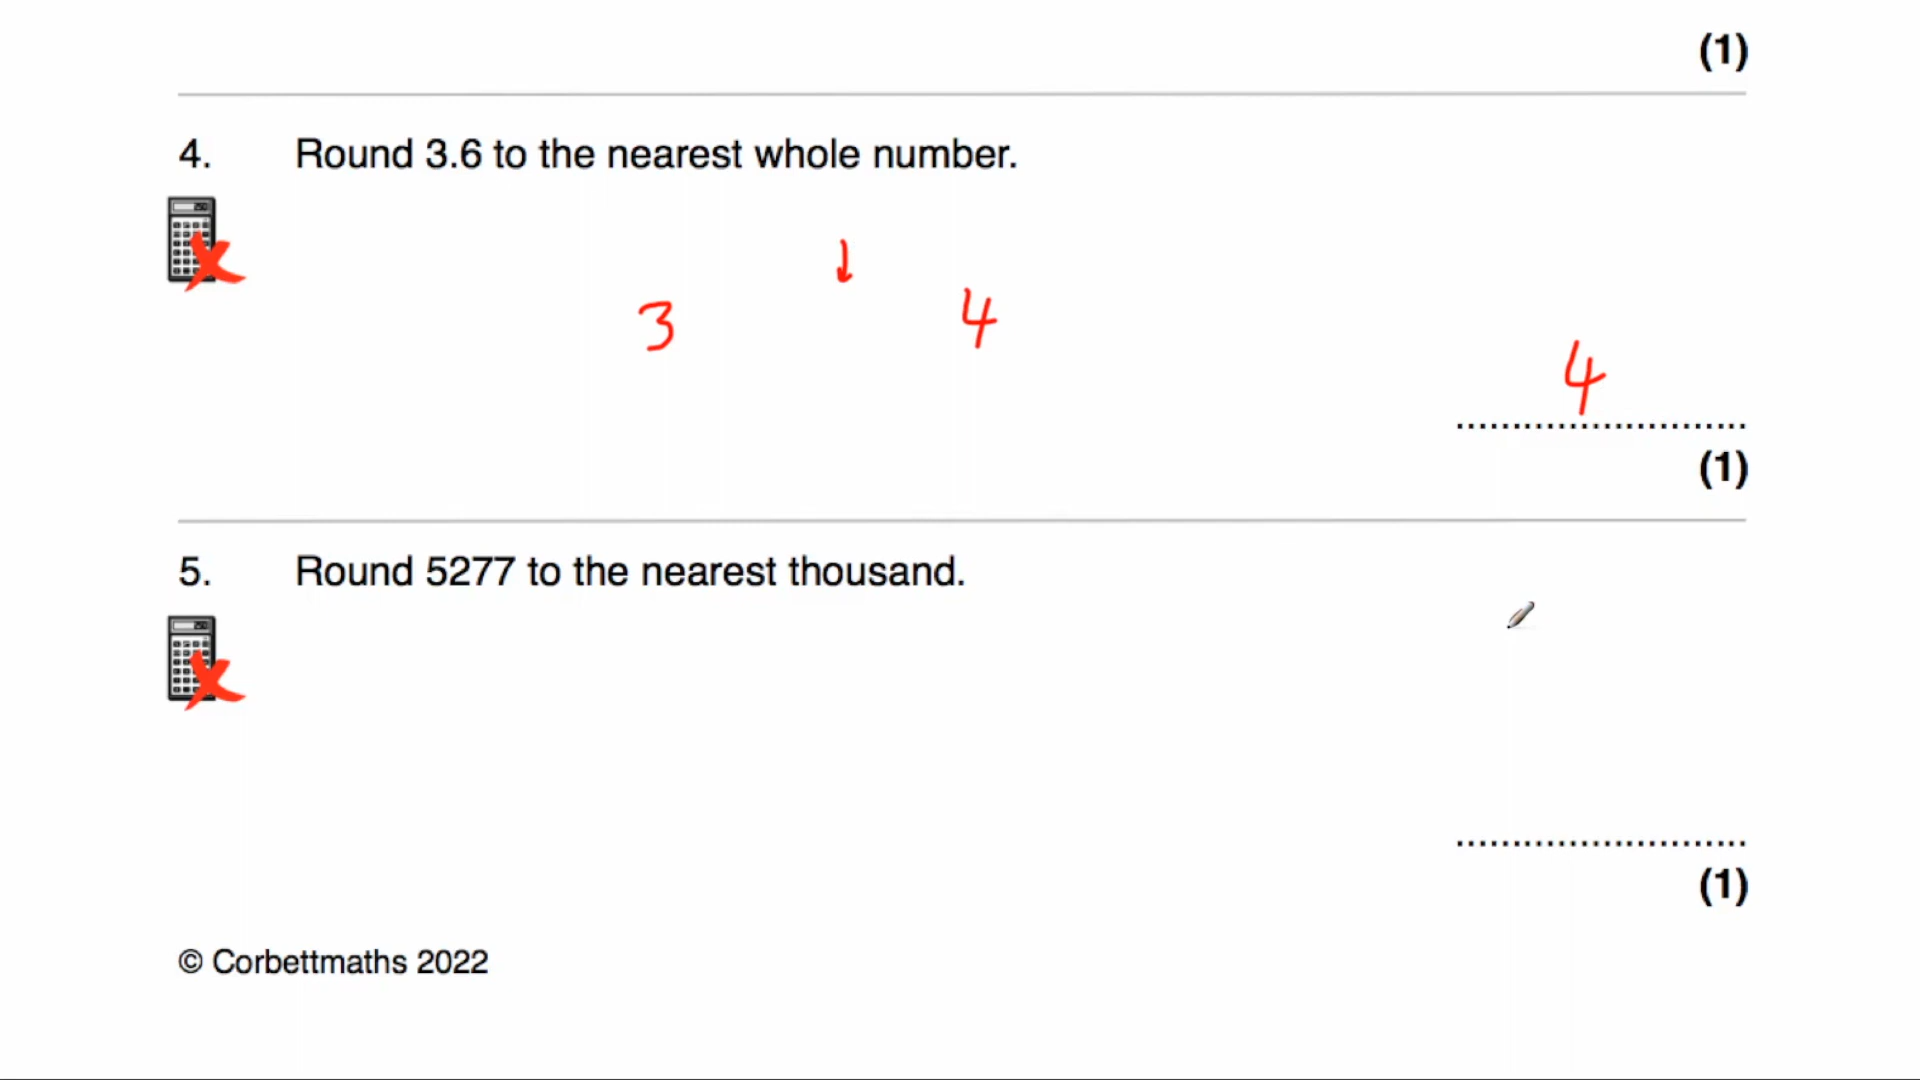 (1)
4. Round 3.6 to the nearest whole number.
3 4
4
(1)
5. Round 5277 to the nearest thousand.
(1)
© Corbettmaths 2022